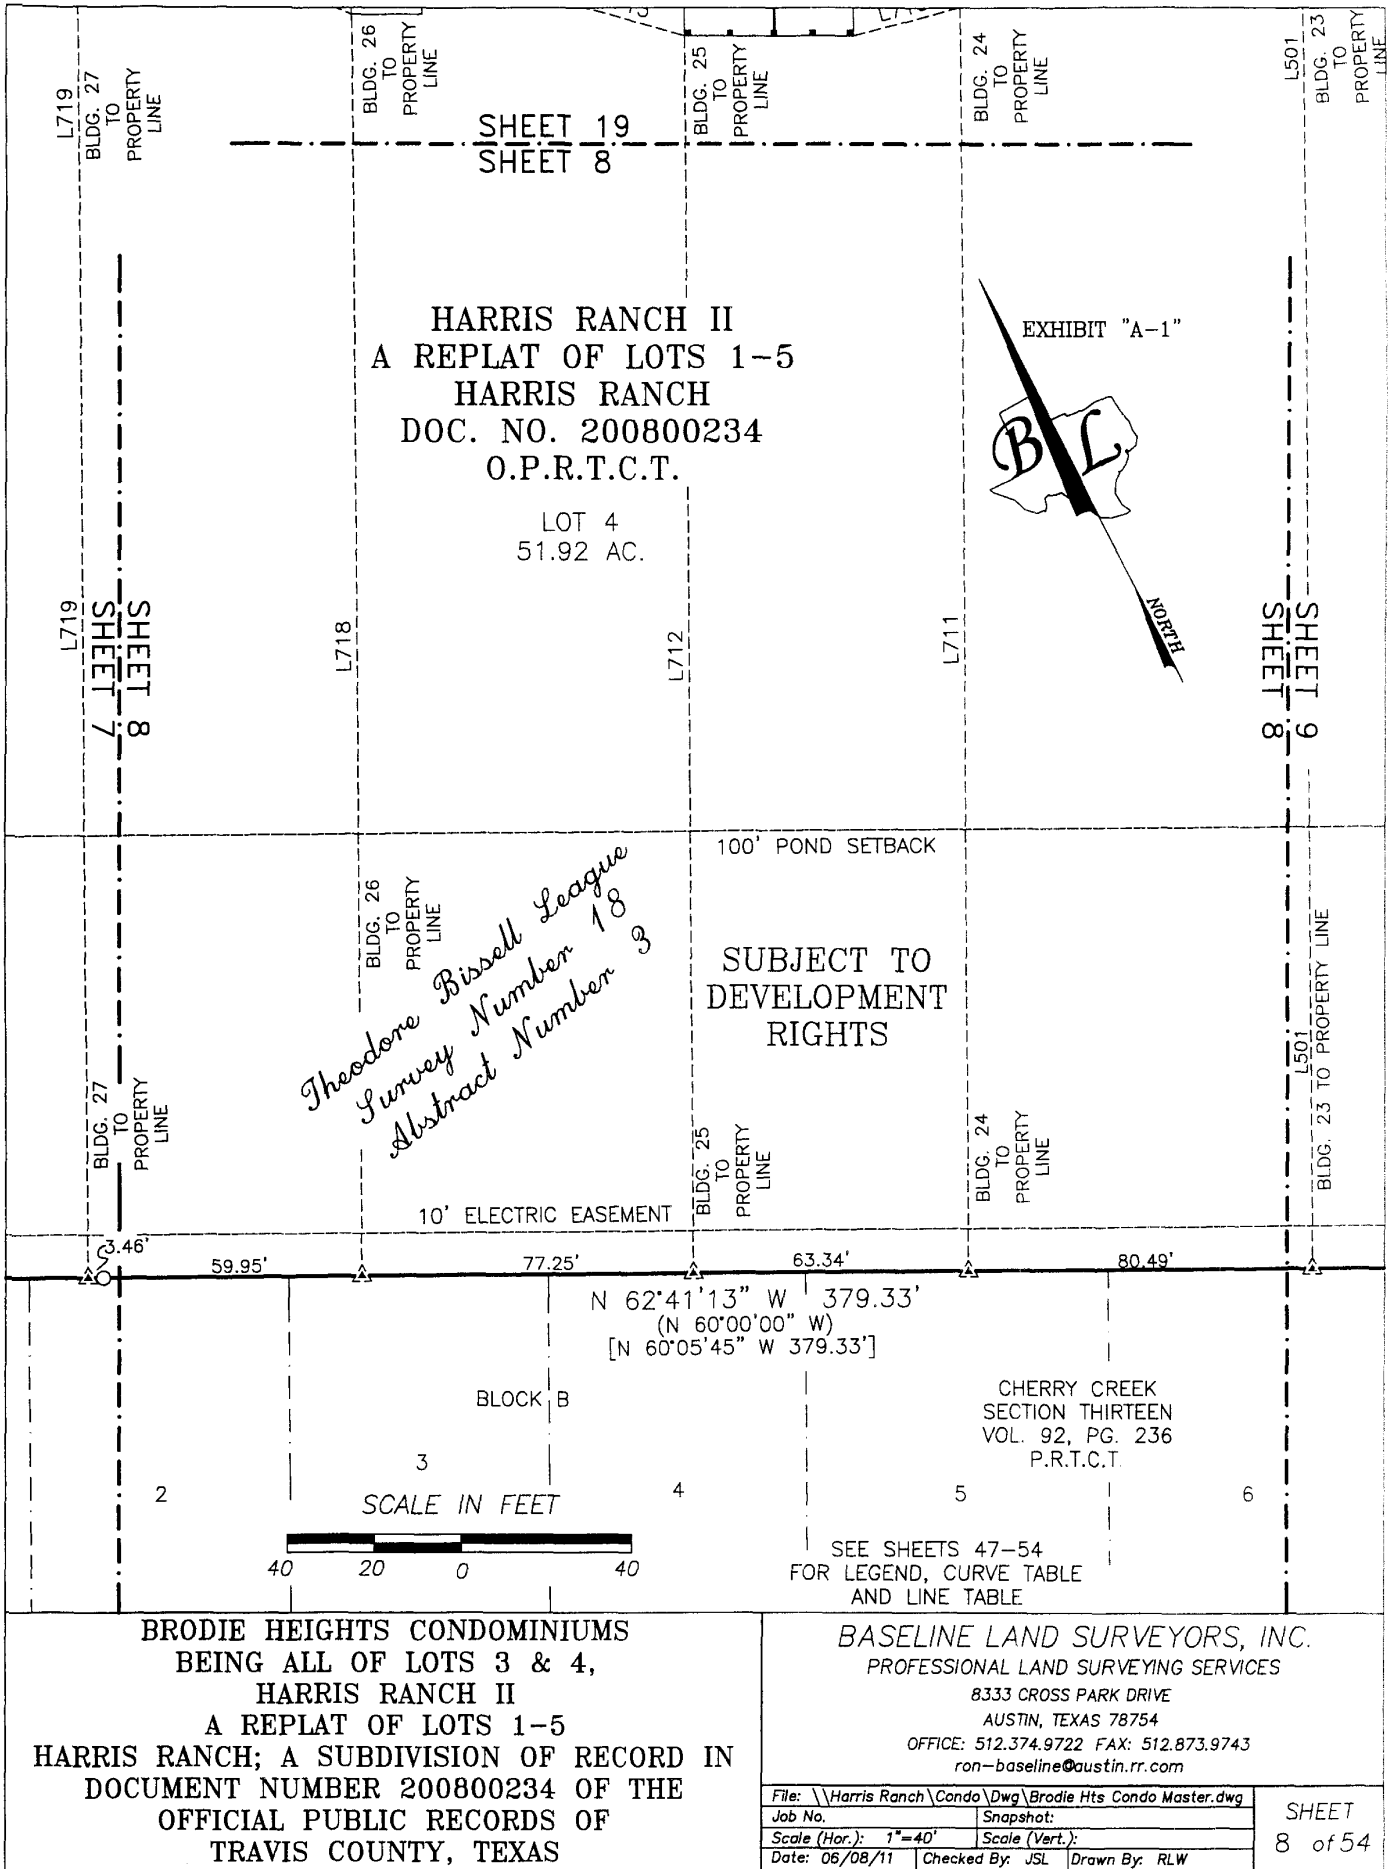 L719
BLDG. 27
TO
PROPERTY
LINE
BLDG. 26
TO
PROPERTY
LINE
BLDG. 25
TO
PROPERTY
LINE
BLDG. 24
TO
PROPERTY
LINE
L501
BLDG. 23
TO
PROPERTY
LINE
SHEET 19
SHEET 8
HARRIS RANCH II
A REPLAT OF LOTS 1-5
HARRIS RANCH
DOC. NO. 200800234
O.P.R.T.C.T.
LOT 4
51.92 AC.
EXHIBIT "A-1"
B L
NORTH
L719
SHEET 7
SHEET 8
L718
L712
L711
SHEET 8
SHEET 9
100' POND SETBACK
BLDG. 26
TO
PROPERTY
LINE
Theodore Bissell League
Survey Number 18
Abstract Number 3
SUBJECT TO
DEVELOPMENT
RIGHTS
L501
BLDG. 23 TO PROPERTY LINE
BLDG. 27
TO
PROPERTY
LINE
BLDG. 25
TO
PROPERTY
LINE
BLDG. 24
TO
PROPERTY
LINE
10' ELECTRIC EASEMENT
3.46'
59.95'
77.25'
63.34'
80.49'
N 62°41'13" W 379.33'
(N 60°00'00" W)
[N 60°05'45" W 379.33']
BLOCK B
CHERRY CREEK
SECTION THIRTEEN
VOL. 92, PG. 236
P.R.T.C.T.
2
3
4
5
6
SCALE IN FEET
40 20 0 40
SEE SHEETS 47-54
FOR LEGEND, CURVE TABLE
AND LINE TABLE
BRODIE HEIGHTS CONDOMINIUMS
BEING ALL OF LOTS 3 & 4,
HARRIS RANCH II
A REPLAT OF LOTS 1-5
HARRIS RANCH; A SUBDIVISION OF RECORD IN
DOCUMENT NUMBER 200800234 OF THE
OFFICIAL PUBLIC RECORDS OF
TRAVIS COUNTY, TEXAS
BASELINE LAND SURVEYORS, INC.
PROFESSIONAL LAND SURVEYING SERVICES
8333 CROSS PARK DRIVE
AUSTIN, TEXAS 78754
OFFICE: 512.374.9722 FAX: 512.873.9743
ron-baseline@austin.rr.com
File: \\Harris Ranch\Condo\Dwg\Brodie Hts Condo Master.dwg
Job No. Snapshot:
Scale (Hor.): 1"=40' Scale (Vert.):
Date: 06/08/11 Checked By: JSL Drawn By: RLW
SHEET
8 of 54